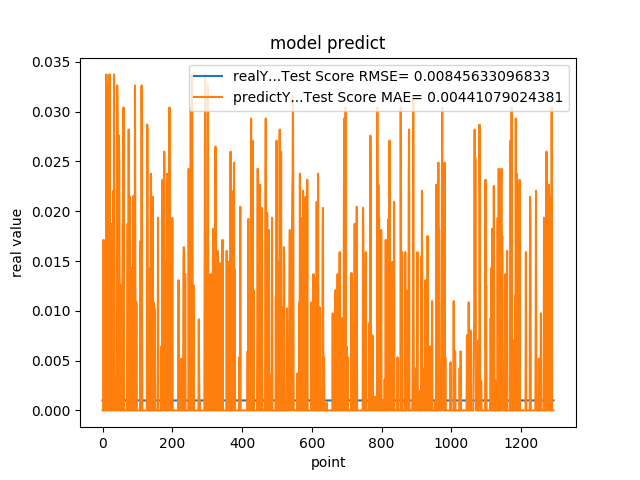 model predict
realY...Test Score RMSE= 0.00845633096833
predictY...Test Score MAE= 0.00441079024381
real value
0.035
0.030
0.025
0.020
0.015
0.010
0.005
0.000
0 200 400 600 800 1000 1200
point